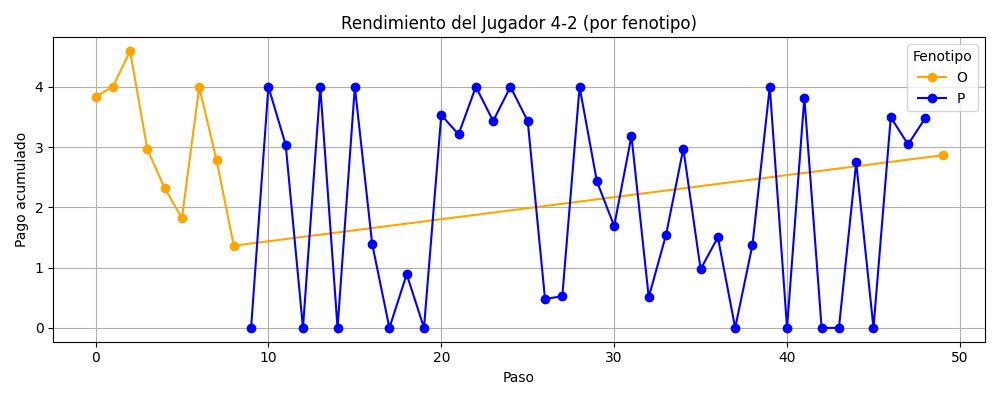 Rendimiento del Jugador 4-2 (por fenotipo)
Pago acumulado
4
3
2
1
0
0 10 20 30 40 50
Paso
Fenotipo
O
P